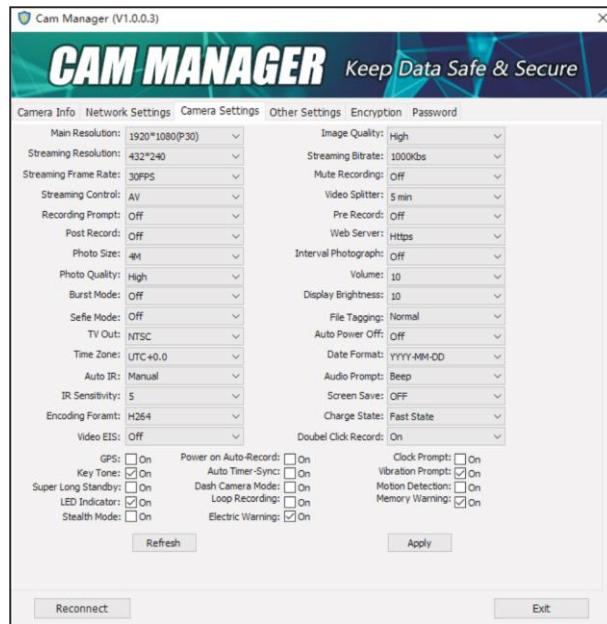 Cam Manager (V1.0.0.3)
CAM MANAGER Keep Data Safe & Secure
Camera Info Network Settings Camera Settings Other Settings Encryption Password
Main Resolution: 1920*1080(P30) Image Quality: High
Streaming Resolution: 432*240 Streaming Bitrate: 1000Kbs
Streaming Frame Rate: 30FPS Mute Recording: Off
Streaming Control: AV Video Splitter: 5 min
Recording Prompt: Off Pre Record: Off
Post Record: Off Web Server: Https
Photo Size: 4M Interval Photograph: Off
Photo Quality: High Volume: 10
Burst Mode: Off Display Brightness: 10
Sefie Mode: Off File Tagging: Normal
TV Out: NTSC Auto Power Off: Off
Time Zone: UTC+0.0 Date Format: YYYY-MM-DD
Auto IR: Manual Audio Prompt: Beep
IR Sensitivity: 5 Screen Save: OFF
Encoding Foramt: H264 Charge State: Fast State
Video EIS: Off Doubel Click Record: On
GPS: On Power on Auto-Record: On Clock Prompt: On
Key Tone: On Auto Timer-Sync: On Vibration Prompt: On
Super Long Standby: On Dash Camera Mode: On Motion Detection: On
LED Indicator: On Loop Recording: On Memory Warning: On
Stealth Mode: On Electric Warning: On
Refresh Apply
Reconnect Exit